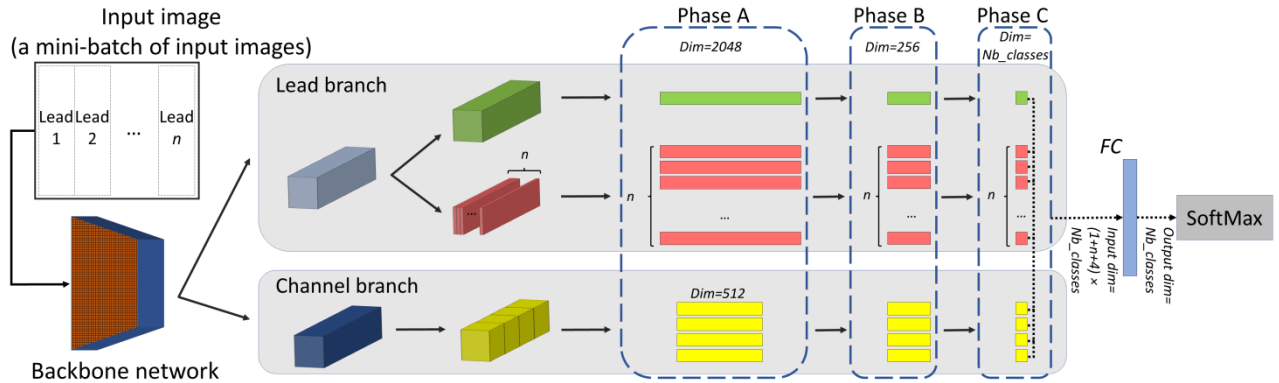 Input image
(a mini-batch of input images)
Lead 1
Lead 2
...
Lead n
Backbone network
Phase A
Phase B
Phase C
Dim=2048
Dim=256
Dim=
Nb_classes
Lead branch
n
...
n
...
n
...
n
...
Channel branch
Dim=512
FC
Input dim=
(1+n+4) ×
Nb_classes
Output dim=
Nb_classes
SoftMax